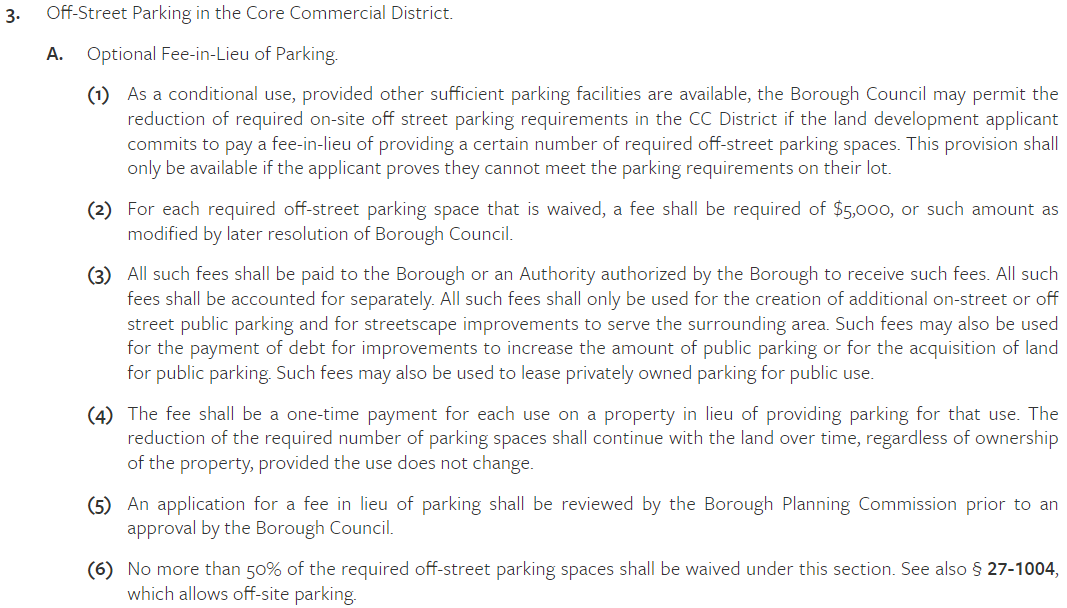 3. Off-Street Parking in the Core Commercial District.
A. Optional Fee-in-Lieu of Parking.
(1) As a conditional use, provided other sufficient parking facilities are available, the Borough Council may permit the
reduction of required on-site off street parking requirements in the CC District if the land development applicant
commits to pay a fee-in-lieu of providing a certain number of required off-street parking spaces. This provision shall
only be available if the applicant proves they cannot meet the parking requirements on their lot.
(2) For each required off-street parking space that is waived, a fee shall be required of $5,000, or such amount as
modified by later resolution of Borough Council.
(3) All such fees shall be paid to the Borough or an Authority authorized by the Borough to receive such fees. All such
fees shall be accounted for separately. All such fees shall only be used for the creation of additional on-street or off
street public parking and for streetscape improvements to serve the surrounding area. Such fees may also be used
for the payment of debt for improvements to increase the amount of public parking or for the acquisition of land
for public parking. Such fees may also be used to lease privately owned parking for public use.
(4) The fee shall be a one-time payment for each use on a property in lieu of providing parking for that use. The
reduction of the required number of parking spaces shall continue with the land over time, regardless of ownership
of the property, provided the use does not change.
(5) An application for a fee in lieu of parking shall be reviewed by the Borough Planning Commission prior to an
approval by the Borough Council.
(6) No more than 50% of the required off-street parking spaces shall be waived under this section. See also § 27-1004,
which allows off-site parking.